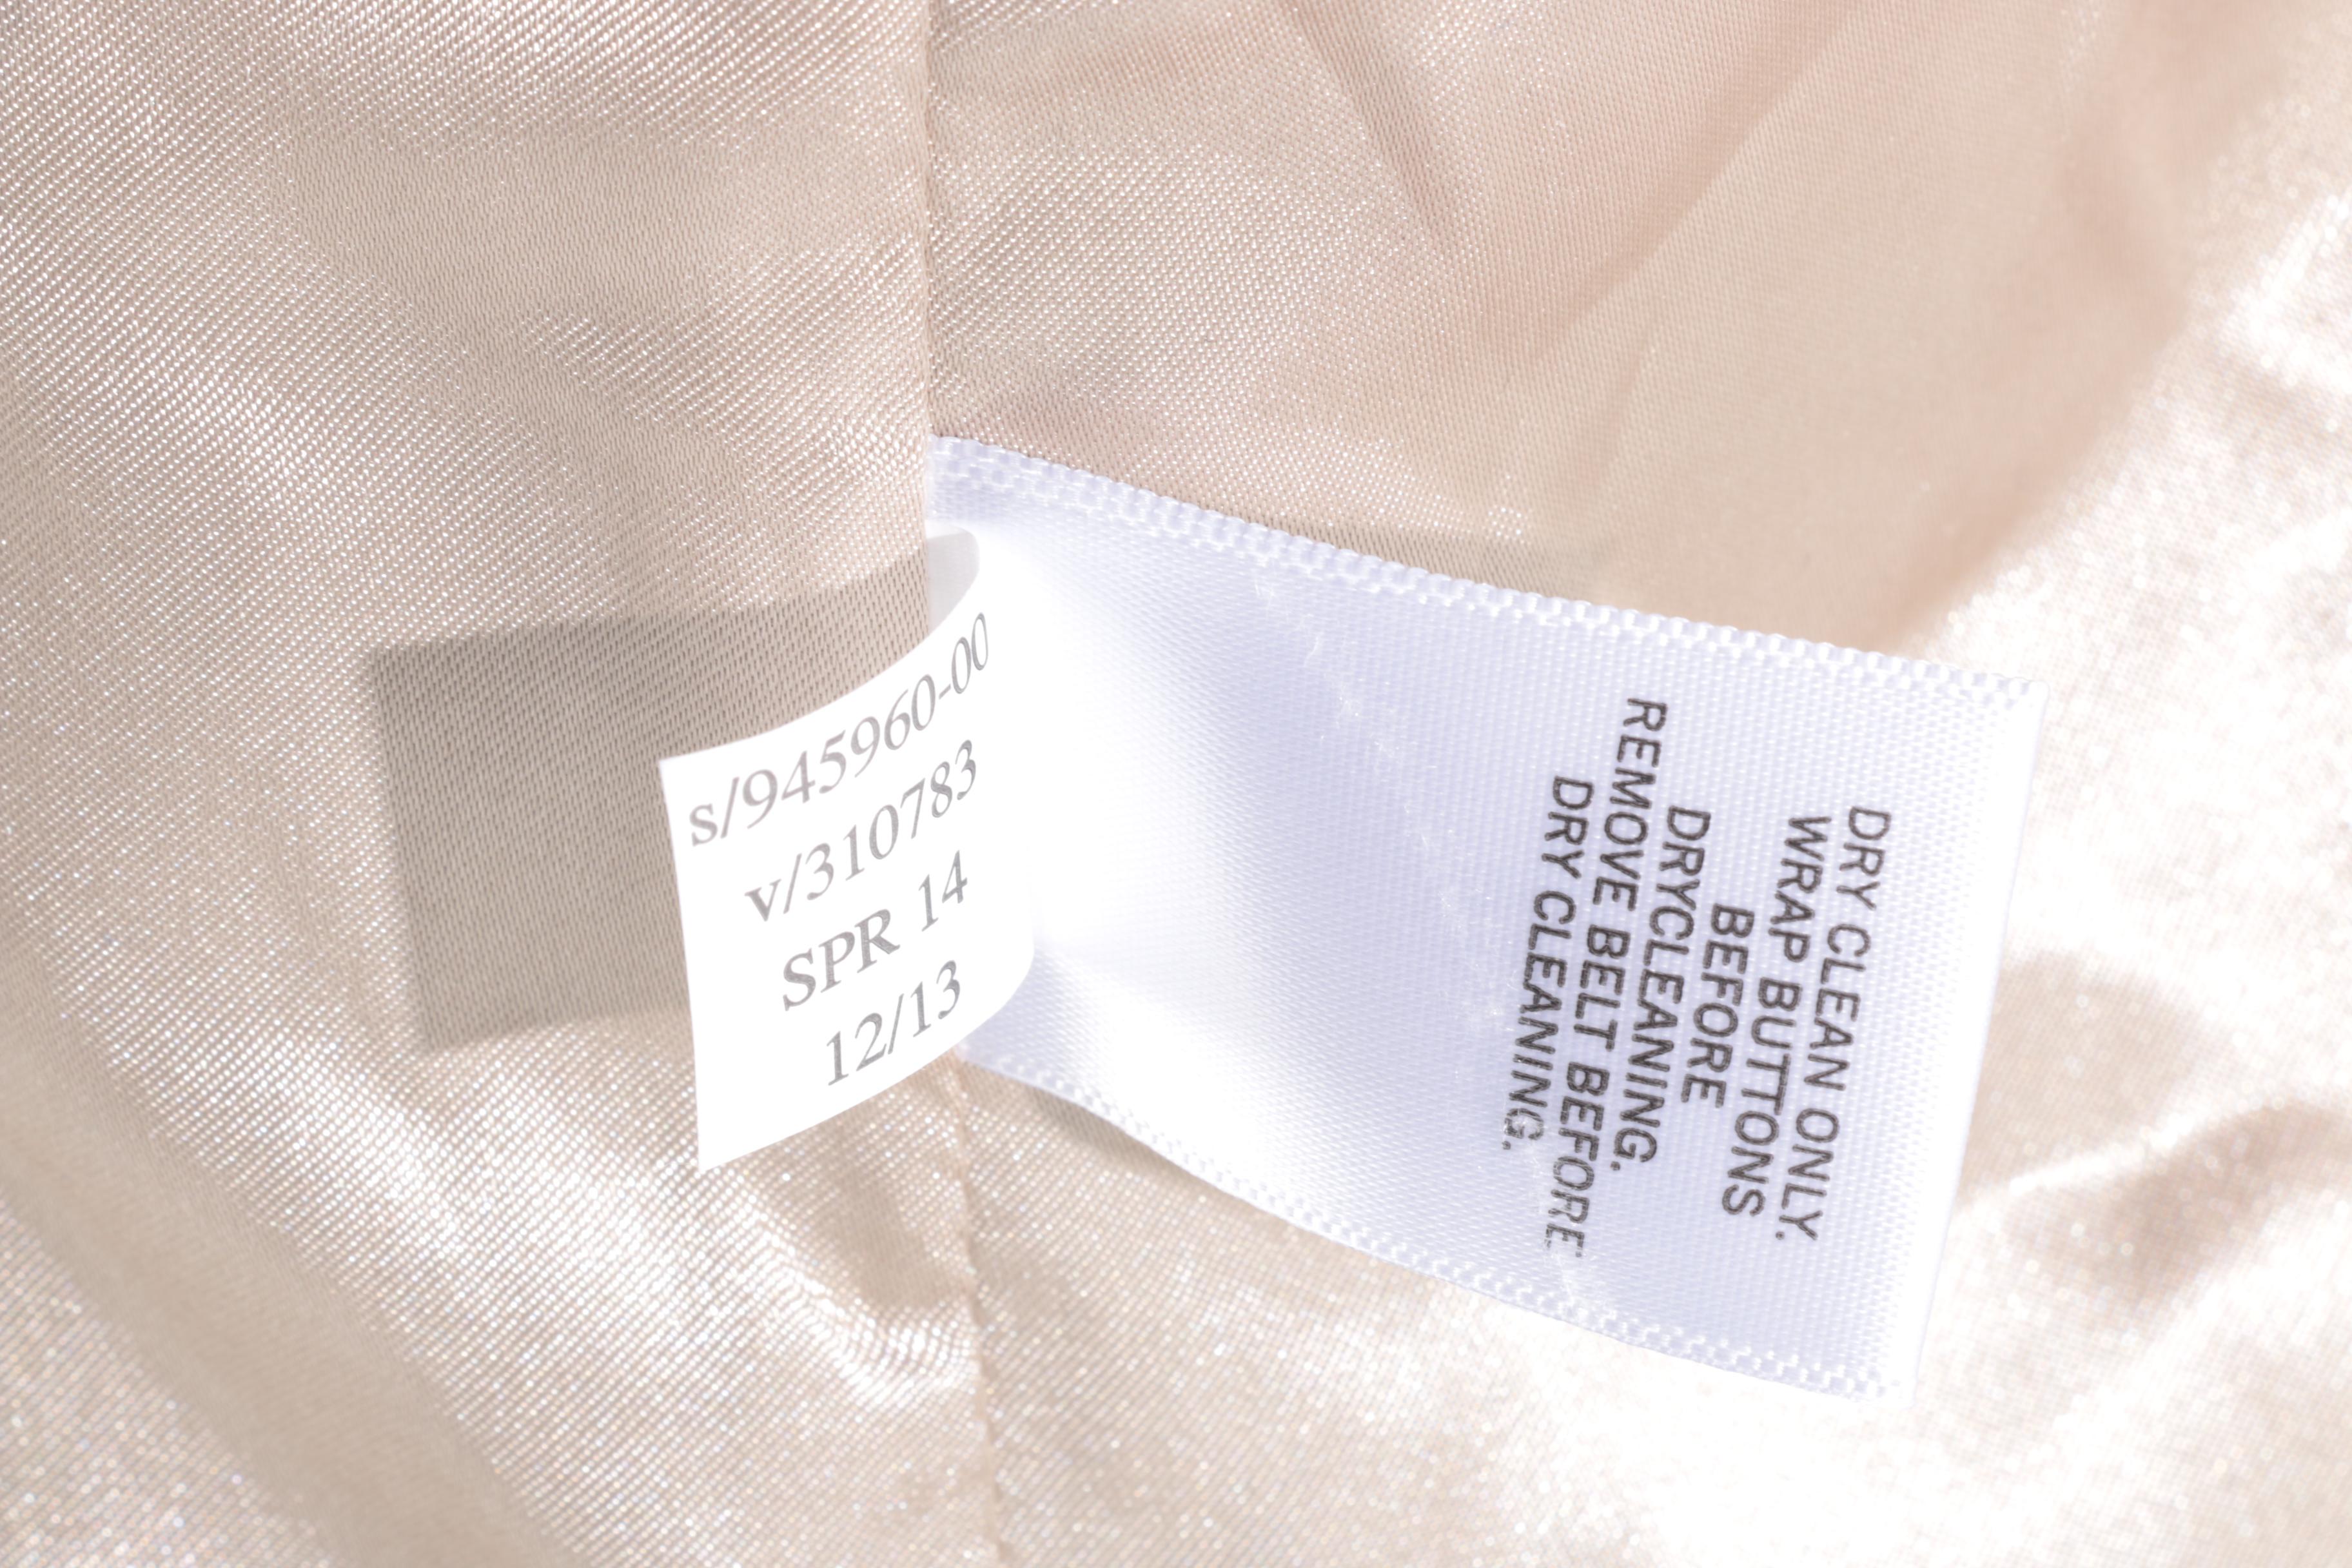 s/945960-00
v/310783
SPR 14
12/13
DRY CLEAN ONLY.
WRAP BUTTONS
BEFORE
DRYCLEANING.
REMOVE BELT BEFORE
DRY CLEANING.